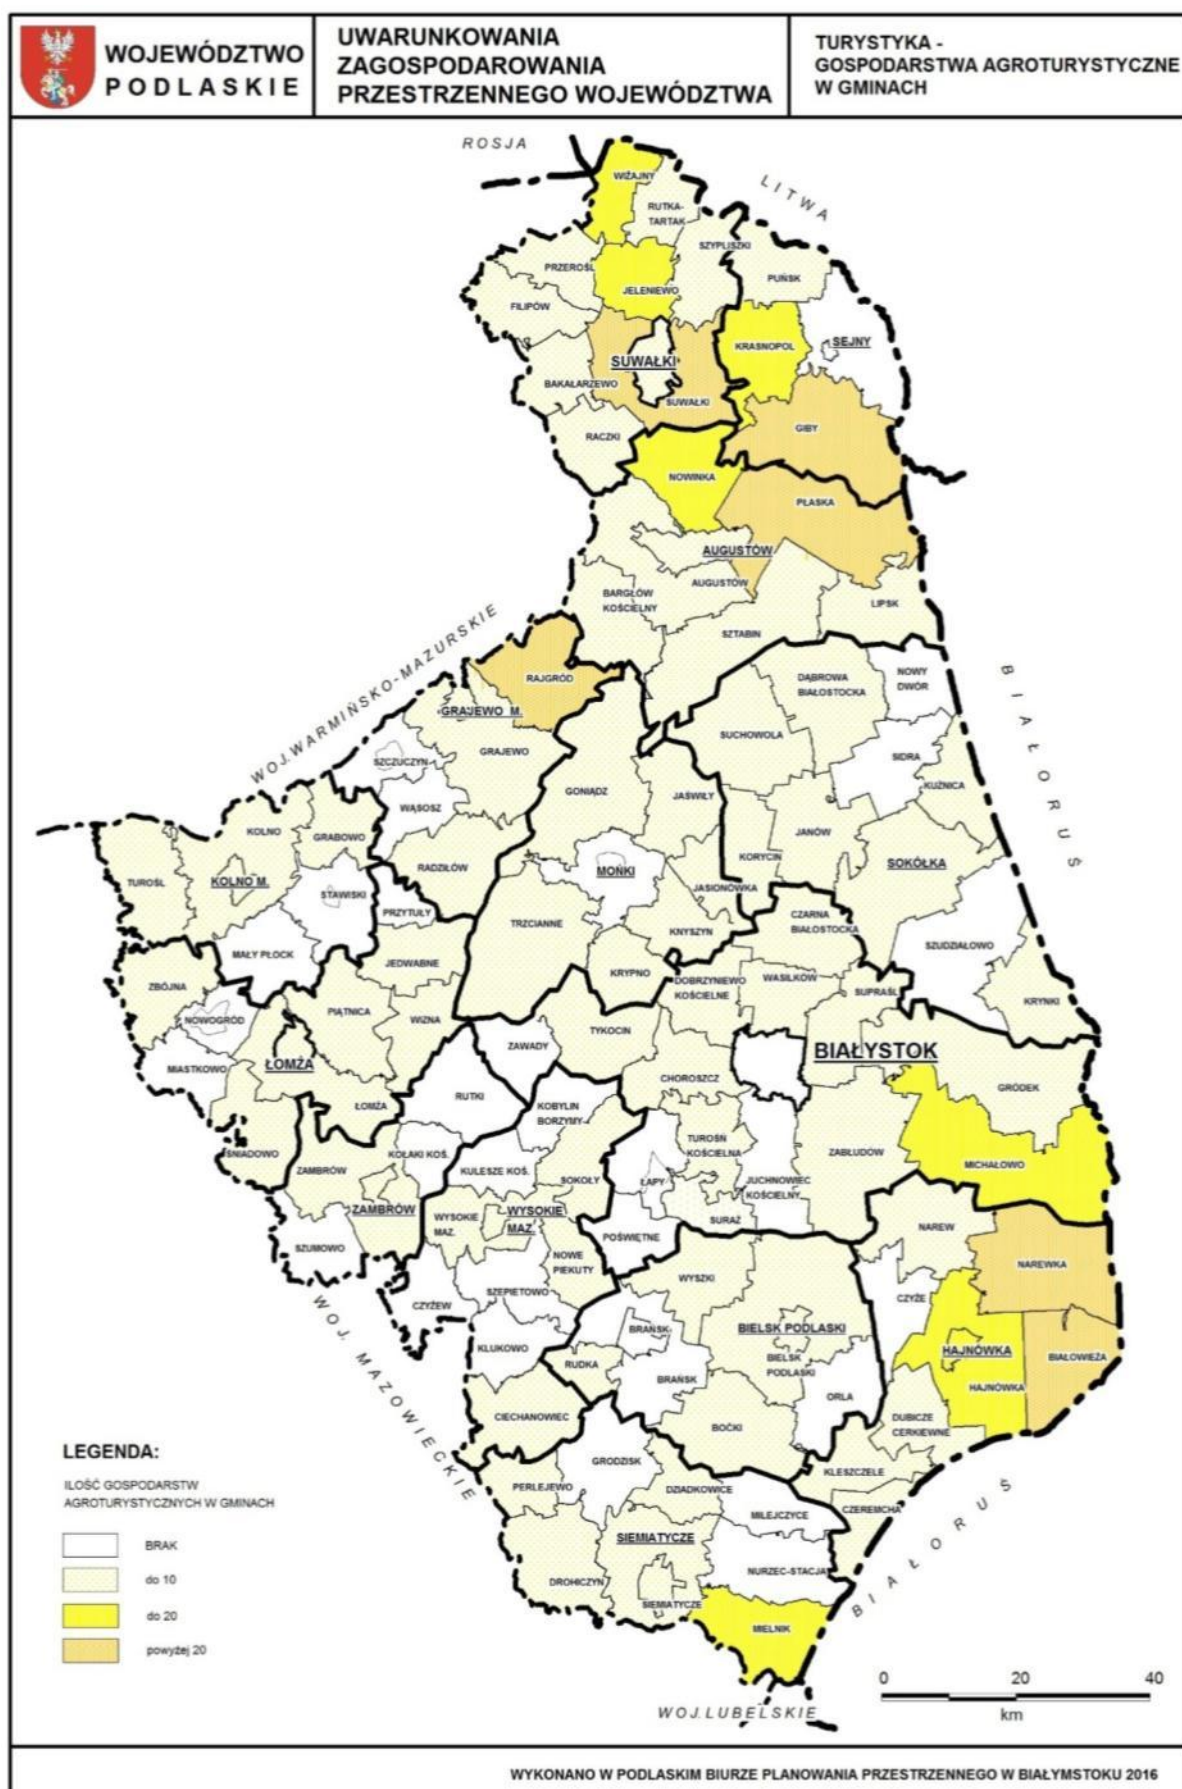 WOJEWÓDZTWO
PODLASKIE
UWARUNKOWANIA
ZAGOSPODAROWANIA
PRZESTRZENNEGO WOJEWÓDZTWA
TURYSTYKA -
GOSPODARSTWA AGROTURYSTYCZNE
W GMINACH
ROSJA
LITWA
WIŻAJNY
RUTKA-
TARTAK
SZYPLISZKI
PRZEROŚL
PUŃSK
JELENIEWO
FILIPÓW
KRASNOPOL
SEJNY
SUWAŁKI
BAKAŁARZEWO
SUWAŁKI
GIBY
RACZKI
NOWINKA
PŁASKA
AUGUSTÓW
AUGUSTÓW
BARGŁÓW
KOŚCIELNY
LIPSK
SZTABIN
WOJ.WARMIŃSKO-MAZURSKIE
BIAŁORUŚ
RAJGRÓD
DĄBROWA
BIAŁOSTOCKA
NOWY
DWÓR
GRAJEWO M.
SUCHOWOLA
GRAJEWO
SIDRA
SZCZUCZYN
KUŹNICA
GONIĄDZ
JAŚWIŁY
WĄSOSZ
KOLNO
GRABOWO
JANÓW
KORYCIN
SOKÓŁKA
RADZIŁÓW
MOŃKI
TUROŚL
KOLNO M.
STAWISKI
JASIONÓWKA
PRZYTUŁY
CZARNA
BIAŁOSTOCKA
TRZCIANNE
KNYSZYN
SZUDZIAŁOWO
MAŁY PŁOCK
JEDWABNE
KRYPNO
DOBRZYNIEWO
KOŚCIELNE
WASILKÓW
ZBÓJNA
SUPRAŚL
KRYNKI
NOWOGRÓD
PIĄTNICA
WIZNA
TYKOCIN
ZAWADY
BIAŁYSTOK
MIASTKOWO
ŁOMŻA
CHOROSZCZ
GRÓDEK
RUTKI
ŁOMŻA
KOBYLIN
BORZYMY
TUROŚŃ
KOŚCIELNA
ŚNIADOWO
KOŁAKI KOŚ.
ZABŁUDÓW
MICHAŁOWO
ZAMBRÓW
KULESZE KOŚ.
SOKOŁY
ŁAPY
JUCHNOWIEC
KOŚCIELNY
ZAMBRÓW
WYSOKIE
MAZ.
WYSOKIE
MAZ.
SURAŻ
NAREW
POŚWIĘTNE
SZUMOWO
NOWE
PIEKUTY
NAREWKA
WYSZKI
SZEPIETOWO
CZYŻE
CZYŻEW
BRAŃSK
BIELSK PODLASKI
HAJNÓWKA
KLUKOWO
RUDKA
BIELSK
PODLASKI
BIAŁOWIEŻA
BRAŃSK
HAJNÓWKA
ORLA
CIECHANOWIEC
BOĆKI
DUBICZE
CERKIEWNE
WOJ. MAZOWIECKIE
GRODZISK
KLESZCZELE
PERLEJEWO
DZIADKOWICE
CZEREMCHA
MILEJCZYCE
BIAŁORUŚ
SIEMIATYCZE
NURZEC-STACJA
DROHICZYN
SIEMIATYCZE
MIELNIK
LEGENDA:
ILOŚĆ GOSPODARSTW
AGROTURYSTYCZNYCH W GMINACH
BRAK
do 10
do 20
powyżej 20
0 20 40
km
WOJ.LUBELSKIE
WYKONANO W PODLASKIM BIURZE PLANOWANIA PRZESTRZENNEGO W BIAŁYMSTOKU 2016